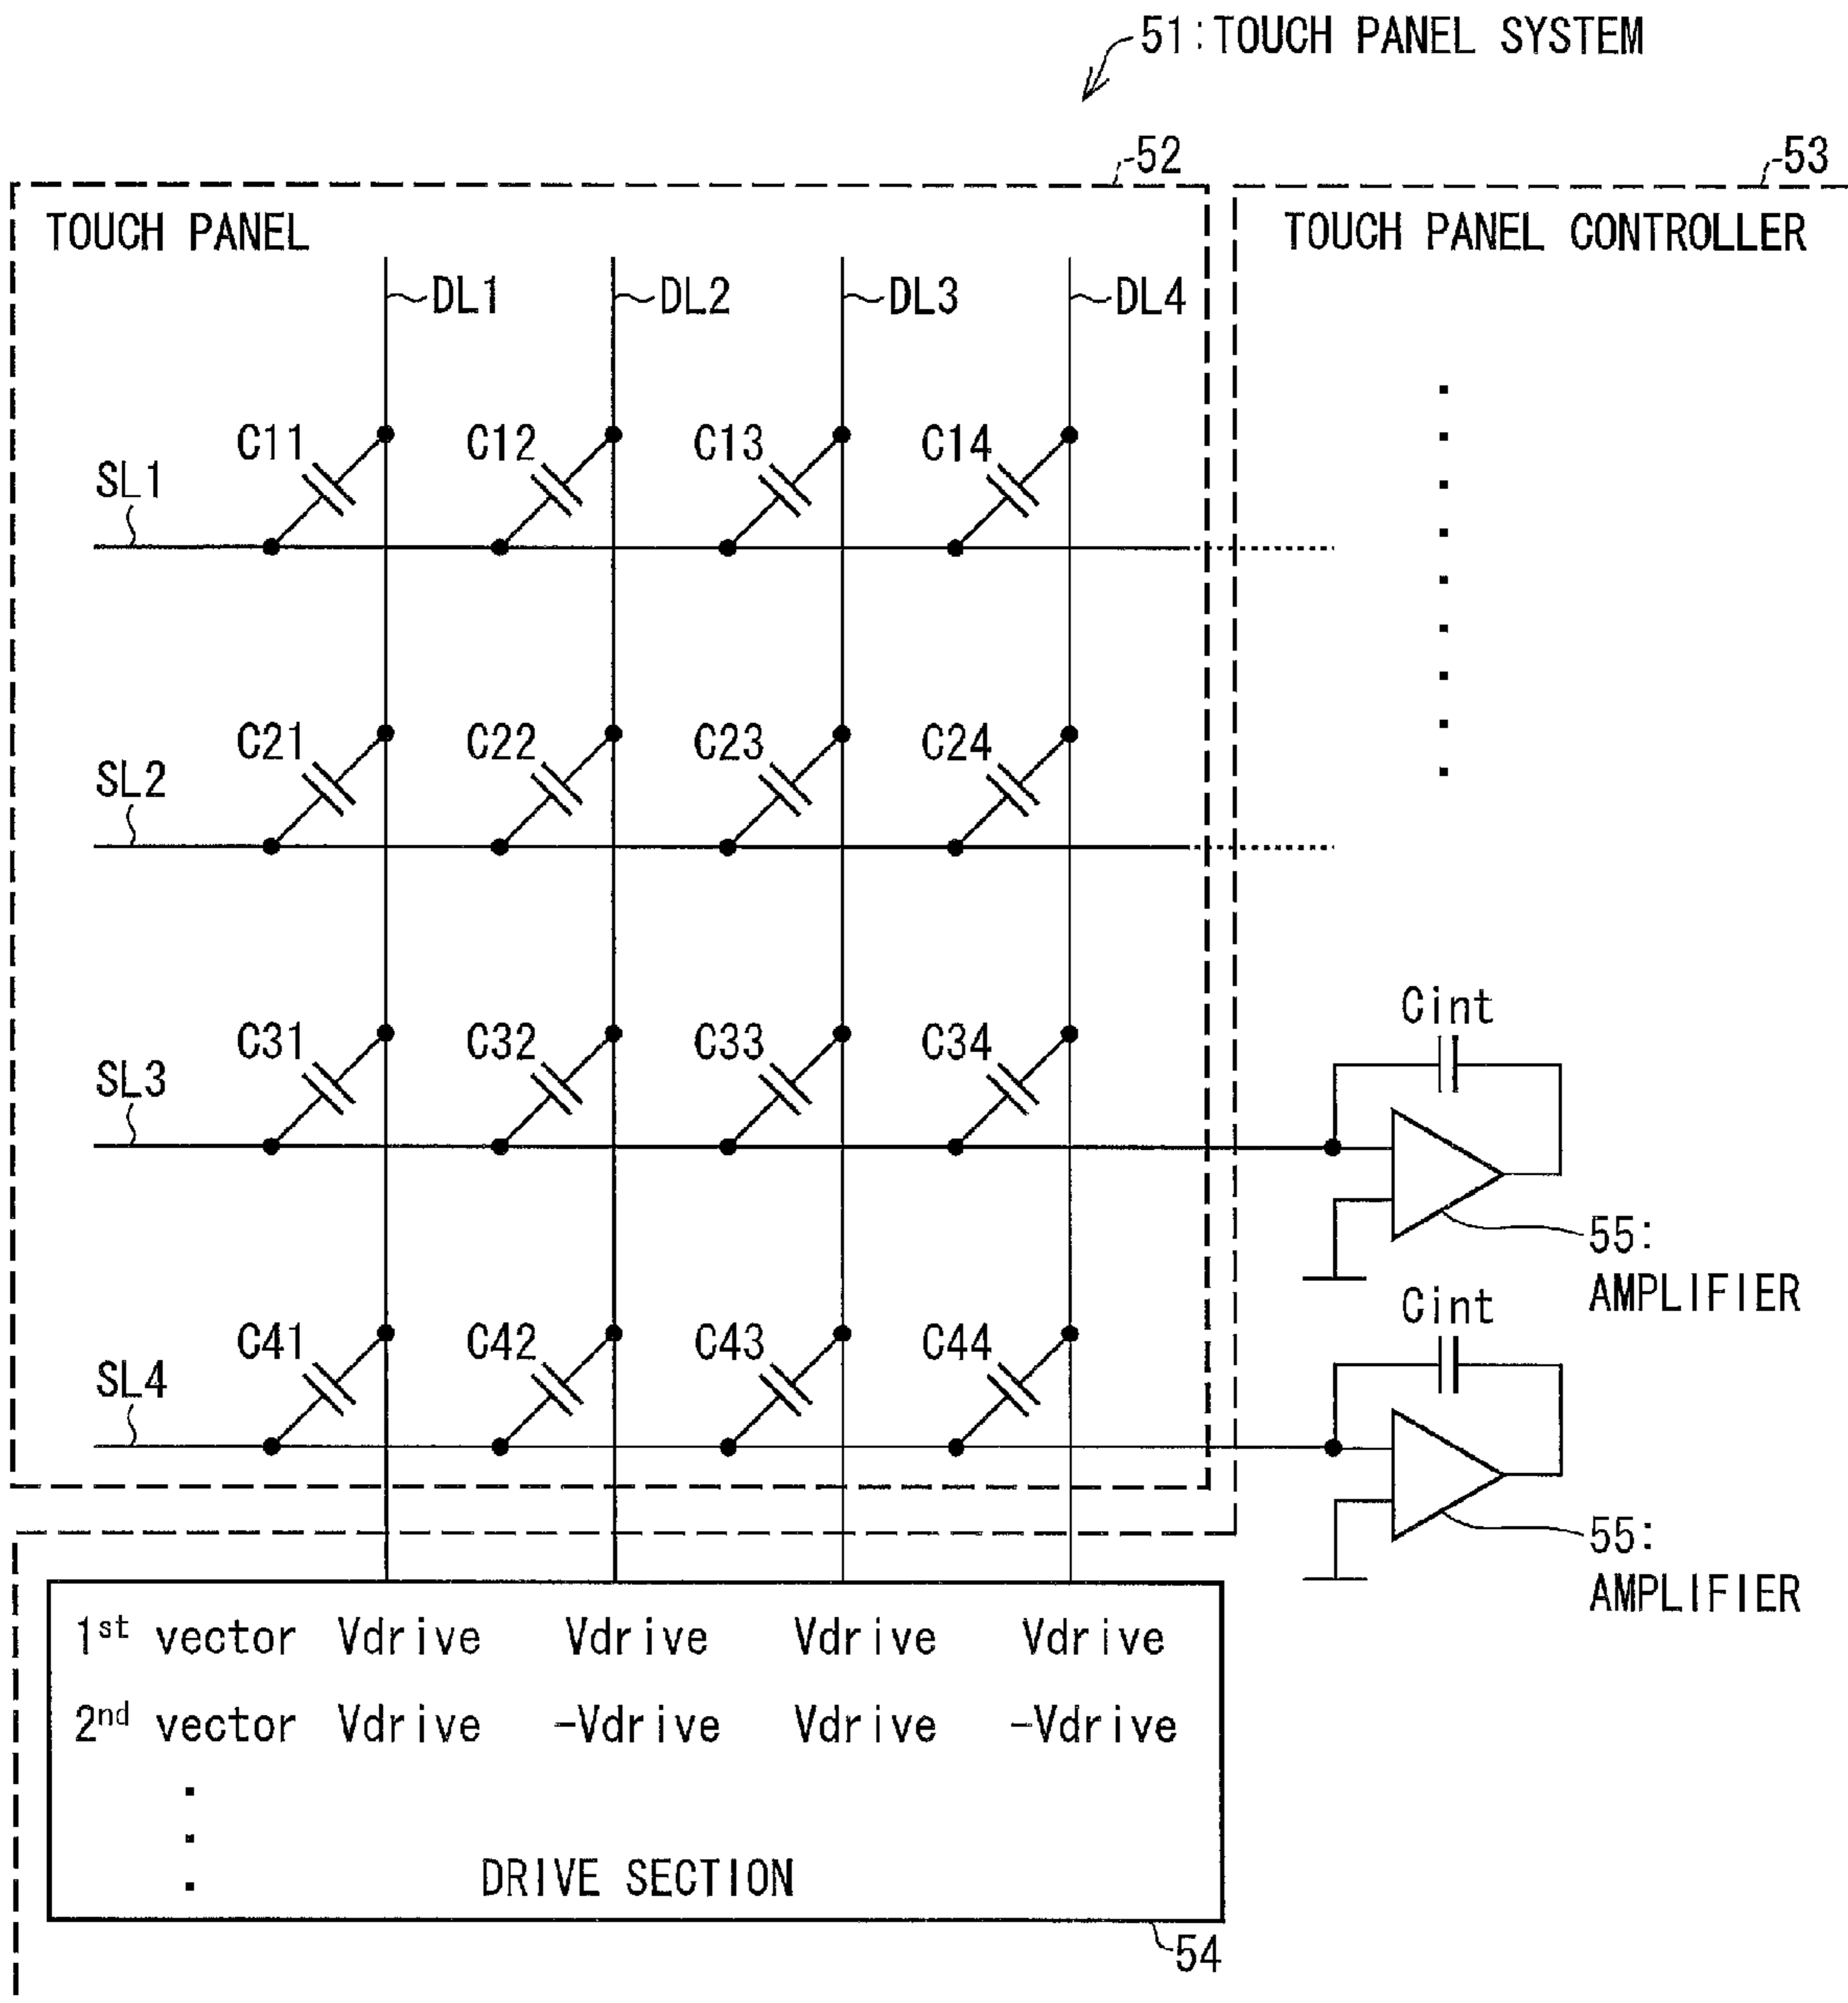 51:TOUCH PANEL SYSTEM
52
53
TOUCH PANEL
TOUCH PANEL CONTROLLER
DL1 DL2 DL3 DL4
C11 C12 C13 C14
SL1
C21 C22 C23 C24
SL2
Cint
C31 C32 C33 C34
SL3
55:
AMPLIFIER
Cint
C41 C42 C43 C44
SL4
55:
AMPLIFIER
1st vector Vdrive Vdrive Vdrive Vdrive
2nd vector Vdrive -Vdrive Vdrive -Vdrive
DRIVE SECTION
54